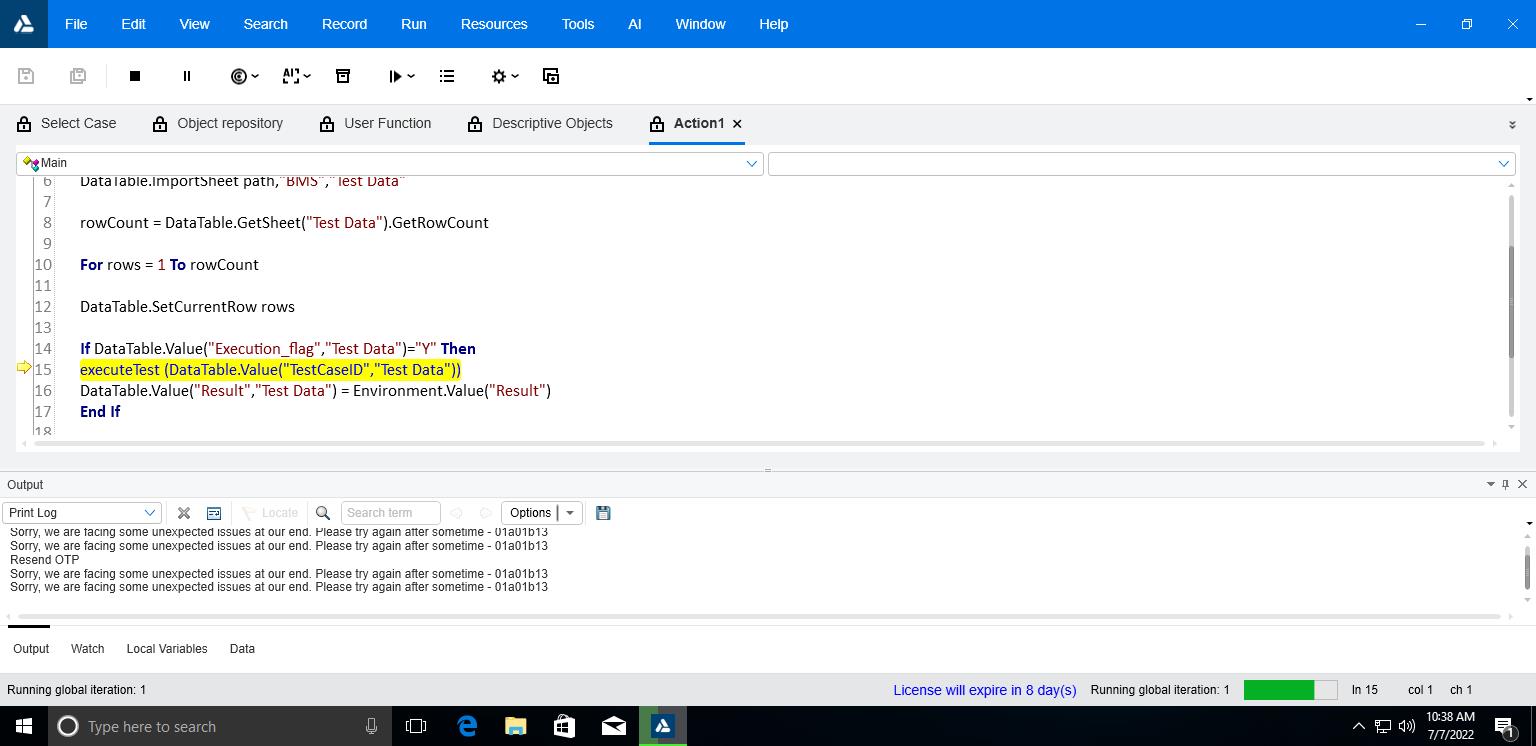 File Edit View Search Record Run Resources Tools AI Window Help
Select Case Object repository User Function Descriptive Objects Action1
Main
6 DataTable.ImportSheet path,"BMS","Test Data"
7
8 rowCount = DataTable.GetSheet("Test Data").GetRowCount
9
10 For rows = 1 To rowCount
11
12 DataTable.SetCurrentRow rows
13
14 If DataTable.Value("Execution_flag","Test Data")="Y" Then
15 executeTest (DataTable.Value("TestCaseID","Test Data"))
16 DataTable.Value("Result","Test Data") = Environment.Value("Result")
17 End If
18
Output
Print Log Locate Search term Options
Sorry, we are facing some unexpected issues at our end. Please try again after sometime - 01a01b13
Sorry, we are facing some unexpected issues at our end. Please try again after sometime - 01a01b13
Resend OTP
Sorry, we are facing some unexpected issues at our end. Please try again after sometime - 01a01b13
Sorry, we are facing some unexpected issues at our end. Please try again after sometime - 01a01b13
Output Watch Local Variables Data
Running global iteration: 1 License will expire in 8 day(s) Running global iteration: 1 ln 15 col 1 ch 1
Type here to search
10:38 AM
7/7/2022
1